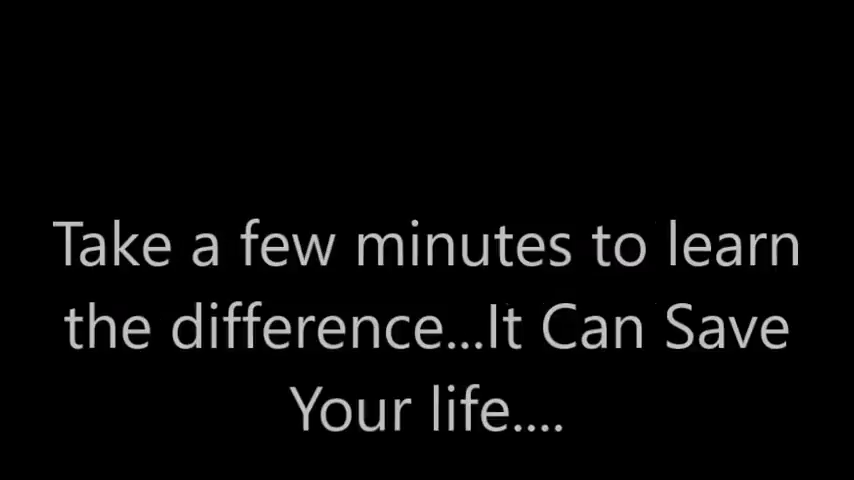 Take a few minutes to learn
the difference...It Can Save
Your life....